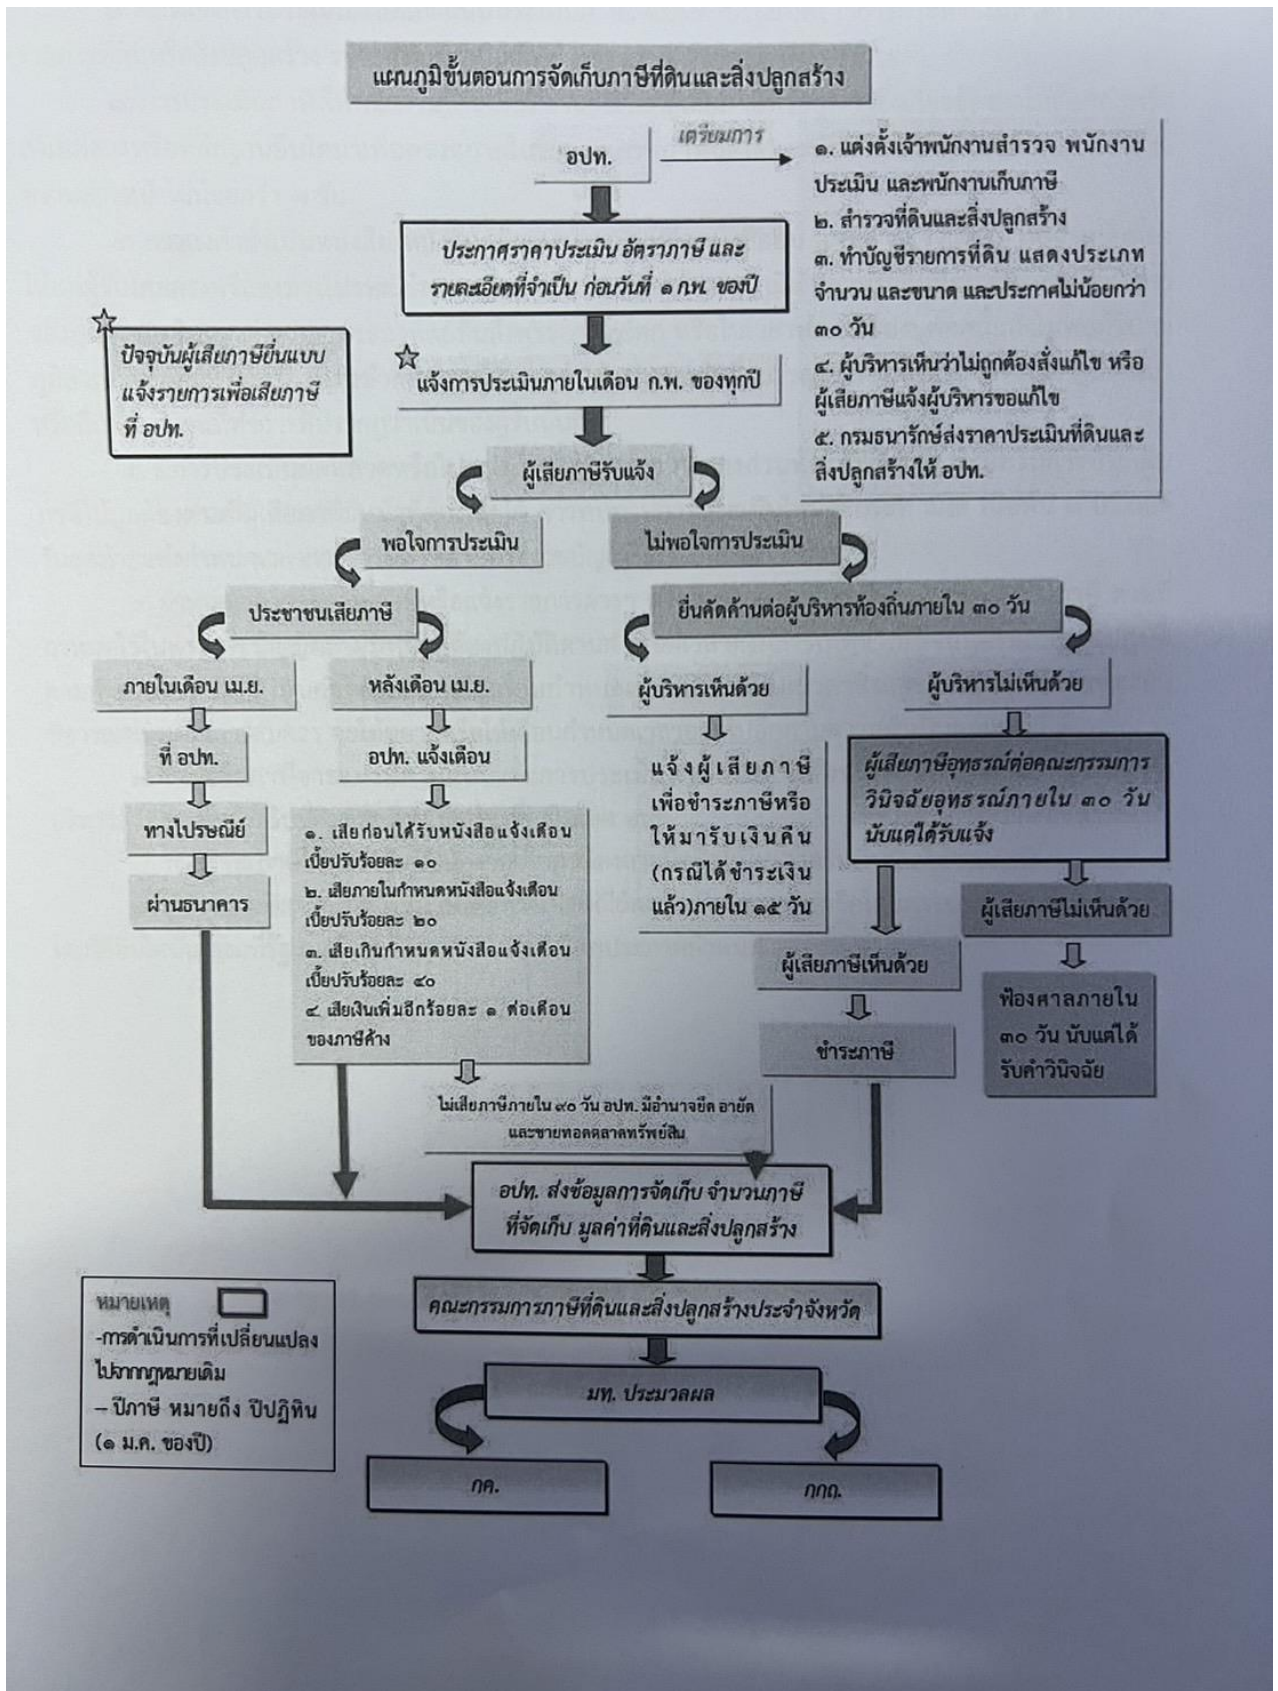 แผนภูมิขั้นตอนการจัดเก็บภาษีที่ดินและสิ่งปลูกสร้าง
อปท.
เตรียมการ
๑. แต่งตั้งเจ้าพนักงานสำรวจ พนักงาน
ประเมิน และพนักงานเก็บภาษี
๒. สำรวจที่ดินและสิ่งปลูกสร้าง
๓. ทำบัญชีรายการที่ดิน แสดงประเภท
จำนวน และขนาด และประกาศไม่น้อยกว่า
๓๐ วัน
๔. ผู้บริหารเห็นว่าไม่ถูกต้องสั่งแก้ไข หรือ
ผู้เสียภาษีแจ้งผู้บริหารขอแก้ไข
๕. กรมธนารักษ์ส่งราคาประเมินที่ดินและ
สิ่งปลูกสร้างให้ อปท.
ประกาศราคาประเมิน อัตราภาษี และ
รายละเอียดที่จำเป็น ก่อนวันที่ ๑ ก.พ. ของปี
ปัจจุบันผู้เสียภาษียื่นแบบ
แจ้งรายการเพื่อเสียภาษี
ที่ อปท.
แจ้งการประเมินภายในเดือน ก.พ. ของทุกปี
ผู้เสียภาษีรับแจ้ง
พอใจการประเมิน
ไม่พอใจการประเมิน
ประชาชนเสียภาษี
ยื่นคัดค้านต่อผู้บริหารท้องถิ่นภายใน ๓๐ วัน
ภายในเดือน เม.ย.
หลังเดือน เม.ย.
ผู้บริหารเห็นด้วย
ผู้บริหารไม่เห็นด้วย
ที่ อปท.
อปท. แจ้งเตือน
ทางไปรษณีย์
ผ่านธนาคาร
๑. เสียก่อนได้รับหนังสือแจ้งเตือน
เบี้ยปรับร้อยละ ๑๐
๒. เสียภายในกำหนดหนังสือแจ้งเตือน
เบี้ยปรับร้อยละ ๒๐
๓. เสียเกินกำหนดหนังสือแจ้งเตือน
เบี้ยปรับร้อยละ ๔๐
๔. เสียเงินเพิ่มอีกร้อยละ ๑ ต่อเดือน
ของภาษีค้าง
แจ้งผู้เสียภาษี
เพื่อชำระภาษีหรือ
ให้มารับเงินคืน
(กรณีได้ชำระเงิน
แล้ว)ภายใน ๑๕ วัน
ผู้เสียภาษีอุทธรณ์ต่อคณะกรรมการ
วินิจฉัยอุทธรณ์ภายใน ๓๐ วัน
นับแต่ได้รับแจ้ง
ผู้เสียภาษีไม่เห็นด้วย
ผู้เสียภาษีเห็นด้วย
ฟ้องศาลภายใน
๓๐ วัน นับแต่ได้
รับคำวินิจฉัย
ชำระภาษี
ไม่เสียภาษีภายใน ๙๐ วัน อปท. มีอำนาจยึด อายัด
และขายทอดตลาดทรัพย์สิน
อปท. ส่งข้อมูลการจัดเก็บ จำนวนภาษี
ที่จัดเก็บ มูลค่าที่ดินและสิ่งปลูกสร้าง
คณะกรรมการภาษีที่ดินและสิ่งปลูกสร้างประจำจังหวัด
มท. ประมวลผล
กค.
กกถ.
หมายเหตุ
-การดำเนินการที่เปลี่ยนแปลง
ไปจากกฎหมายเดิม
– ปีภาษี หมายถึง ปีปฏิทิน
(๑ ม.ค. ของปี)